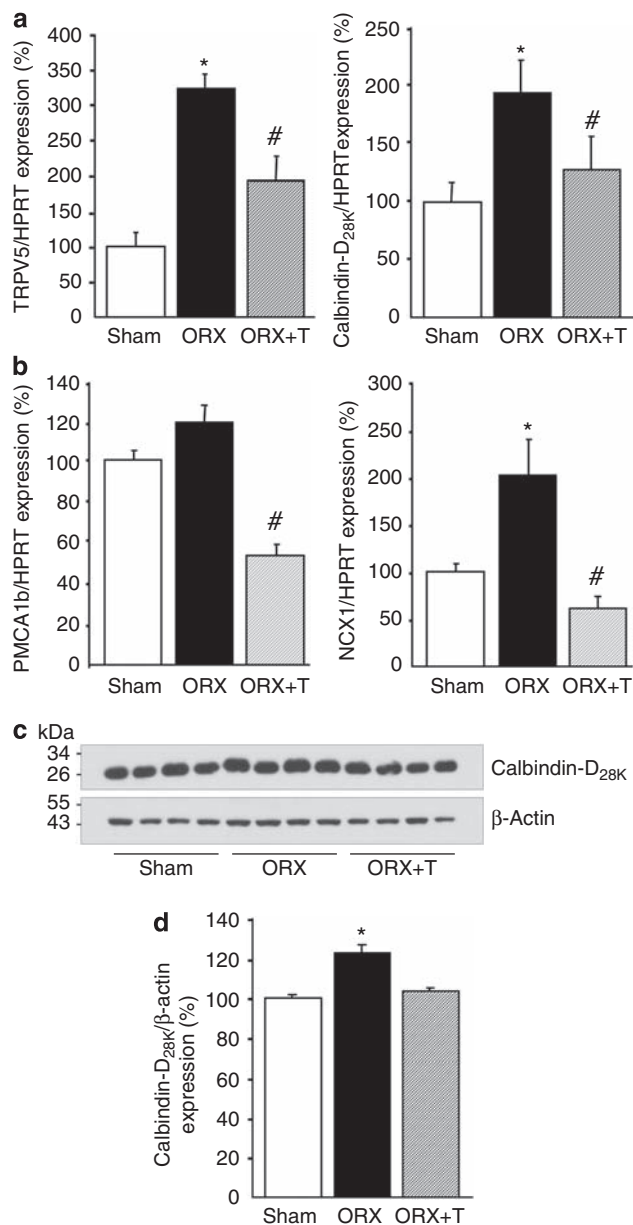 a
TRPV5/HPRT expression (%)
400
350
300
250
200
150
100
50
0
*
#
Sham ORX ORX+T
Calbindin-D28K/HPRT expression (%)
250
200
150
100
50
0
*
#
Sham ORX ORX+T
b
PMCA1b/HPRT expression (%)
140
120
100
80
60
40
20
0
#
Sham ORX ORX+T
NCX1/HPRT expression (%)
300
250
200
150
100
50
0
*
#
Sham ORX ORX+T
c kDa
34
26
Calbindin-D28K
55
43
β-Actin
Sham ORX ORX+T
d
Calbindin-D28K/β-actin
expression (%)
140
120
100
80
60
40
20
0
*
Sham ORX ORX+T